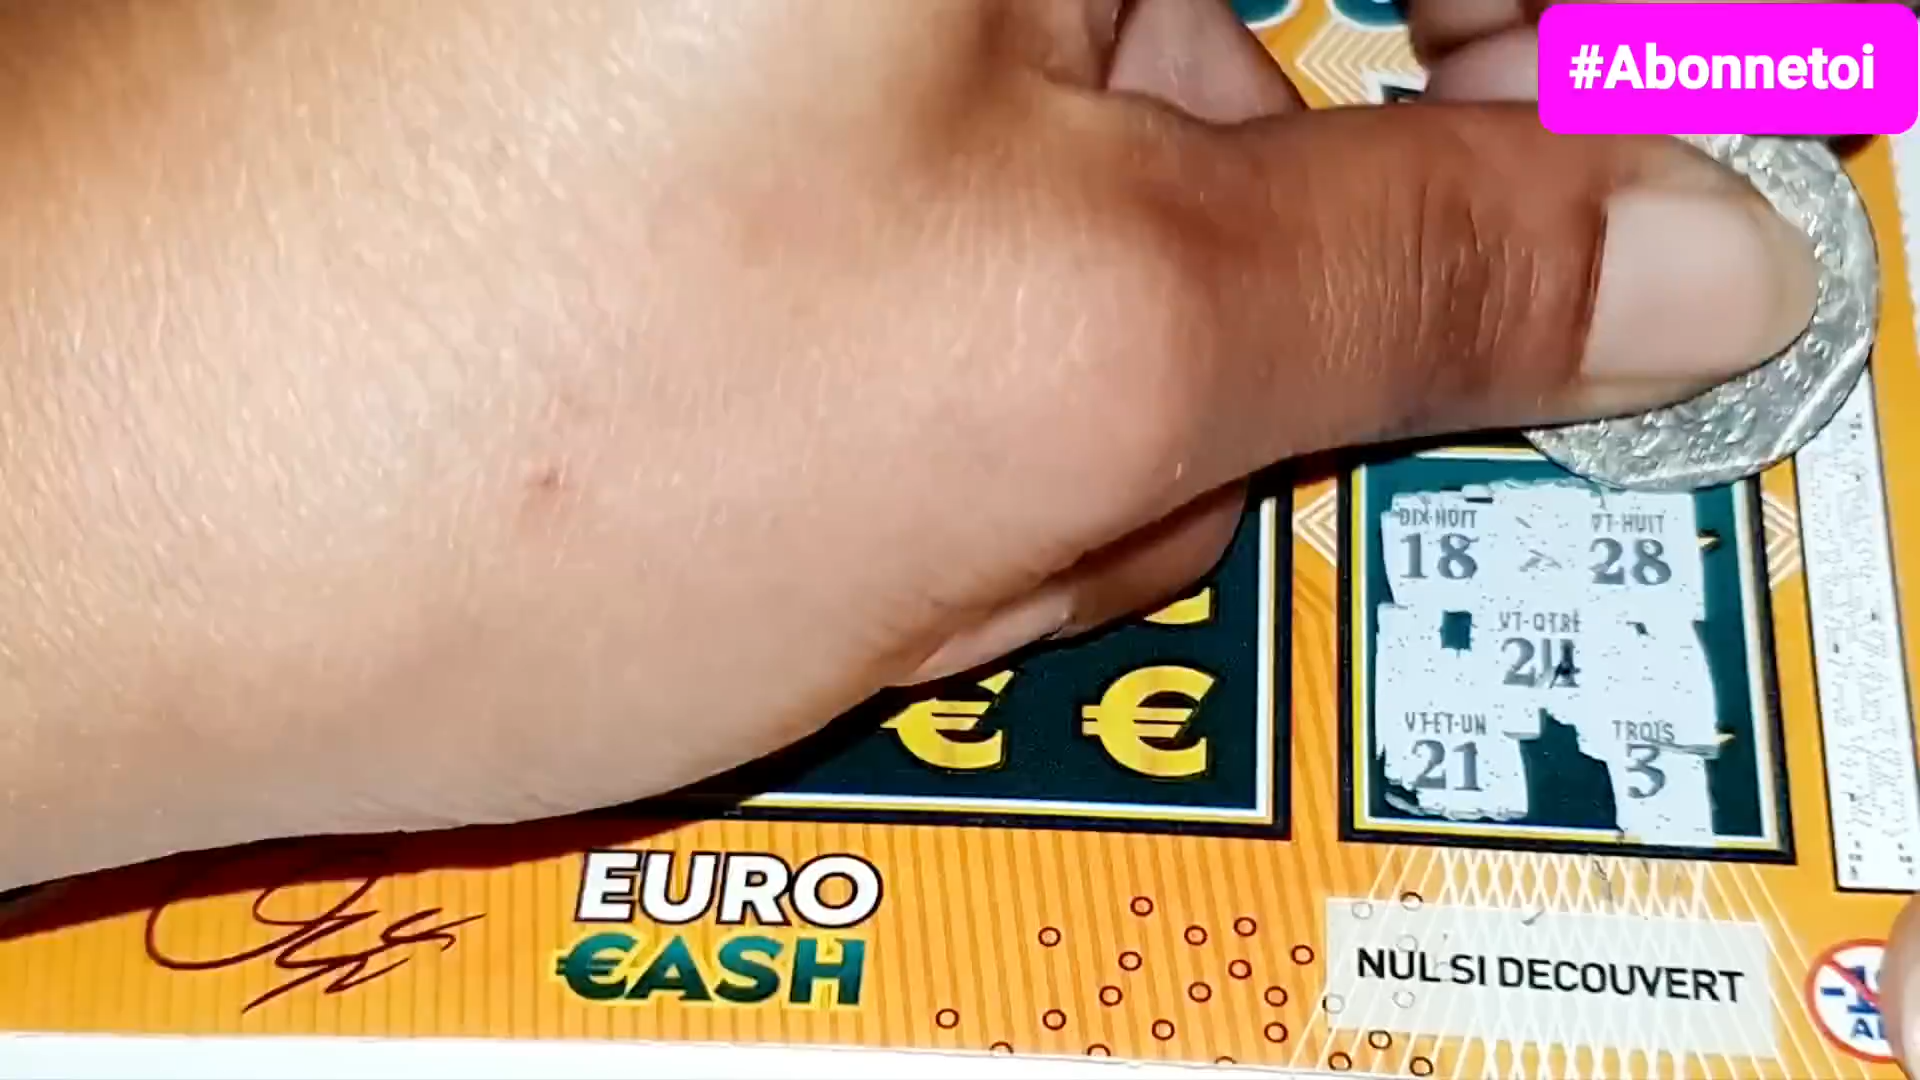 #Abonnetoi
DIX-HUIT VT-HUIT
18 28
VT-QTRE
24
VT-ET-UN TROIS
21 3
€ €
EURO
€ASH
NUL SI DECOUVERT